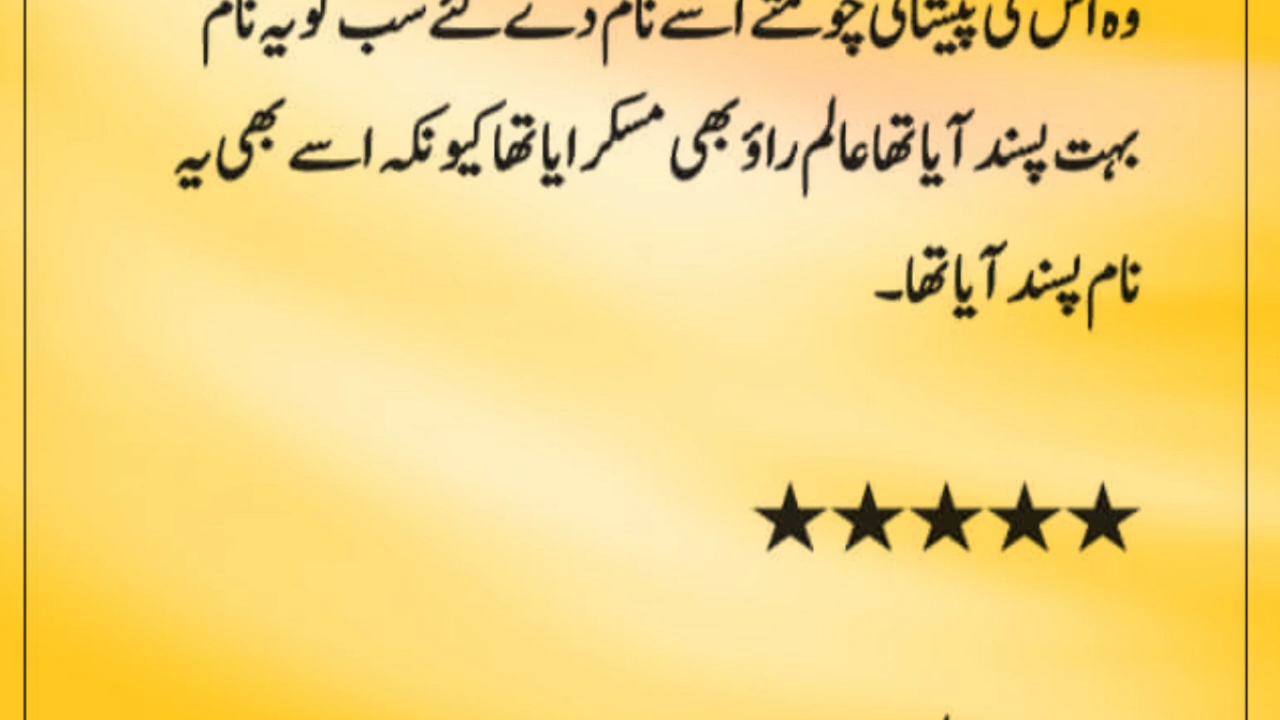 وہ اس کی پیشانی چومتے اسے نام دے گئے سب کو یہ نام
بہت پسند آیا تھا عالم راؤ بھی مسکرایا تھا کیونکہ اسے بھی یہ
نام پسند آیا تھا۔
★★★★★